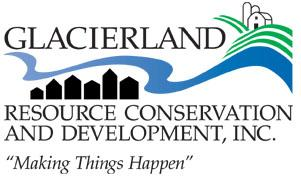 GLACIERLAND
RESOURCE CONSERVATION
AND DEVELOPMENT, INC.
"Making Things Happen"